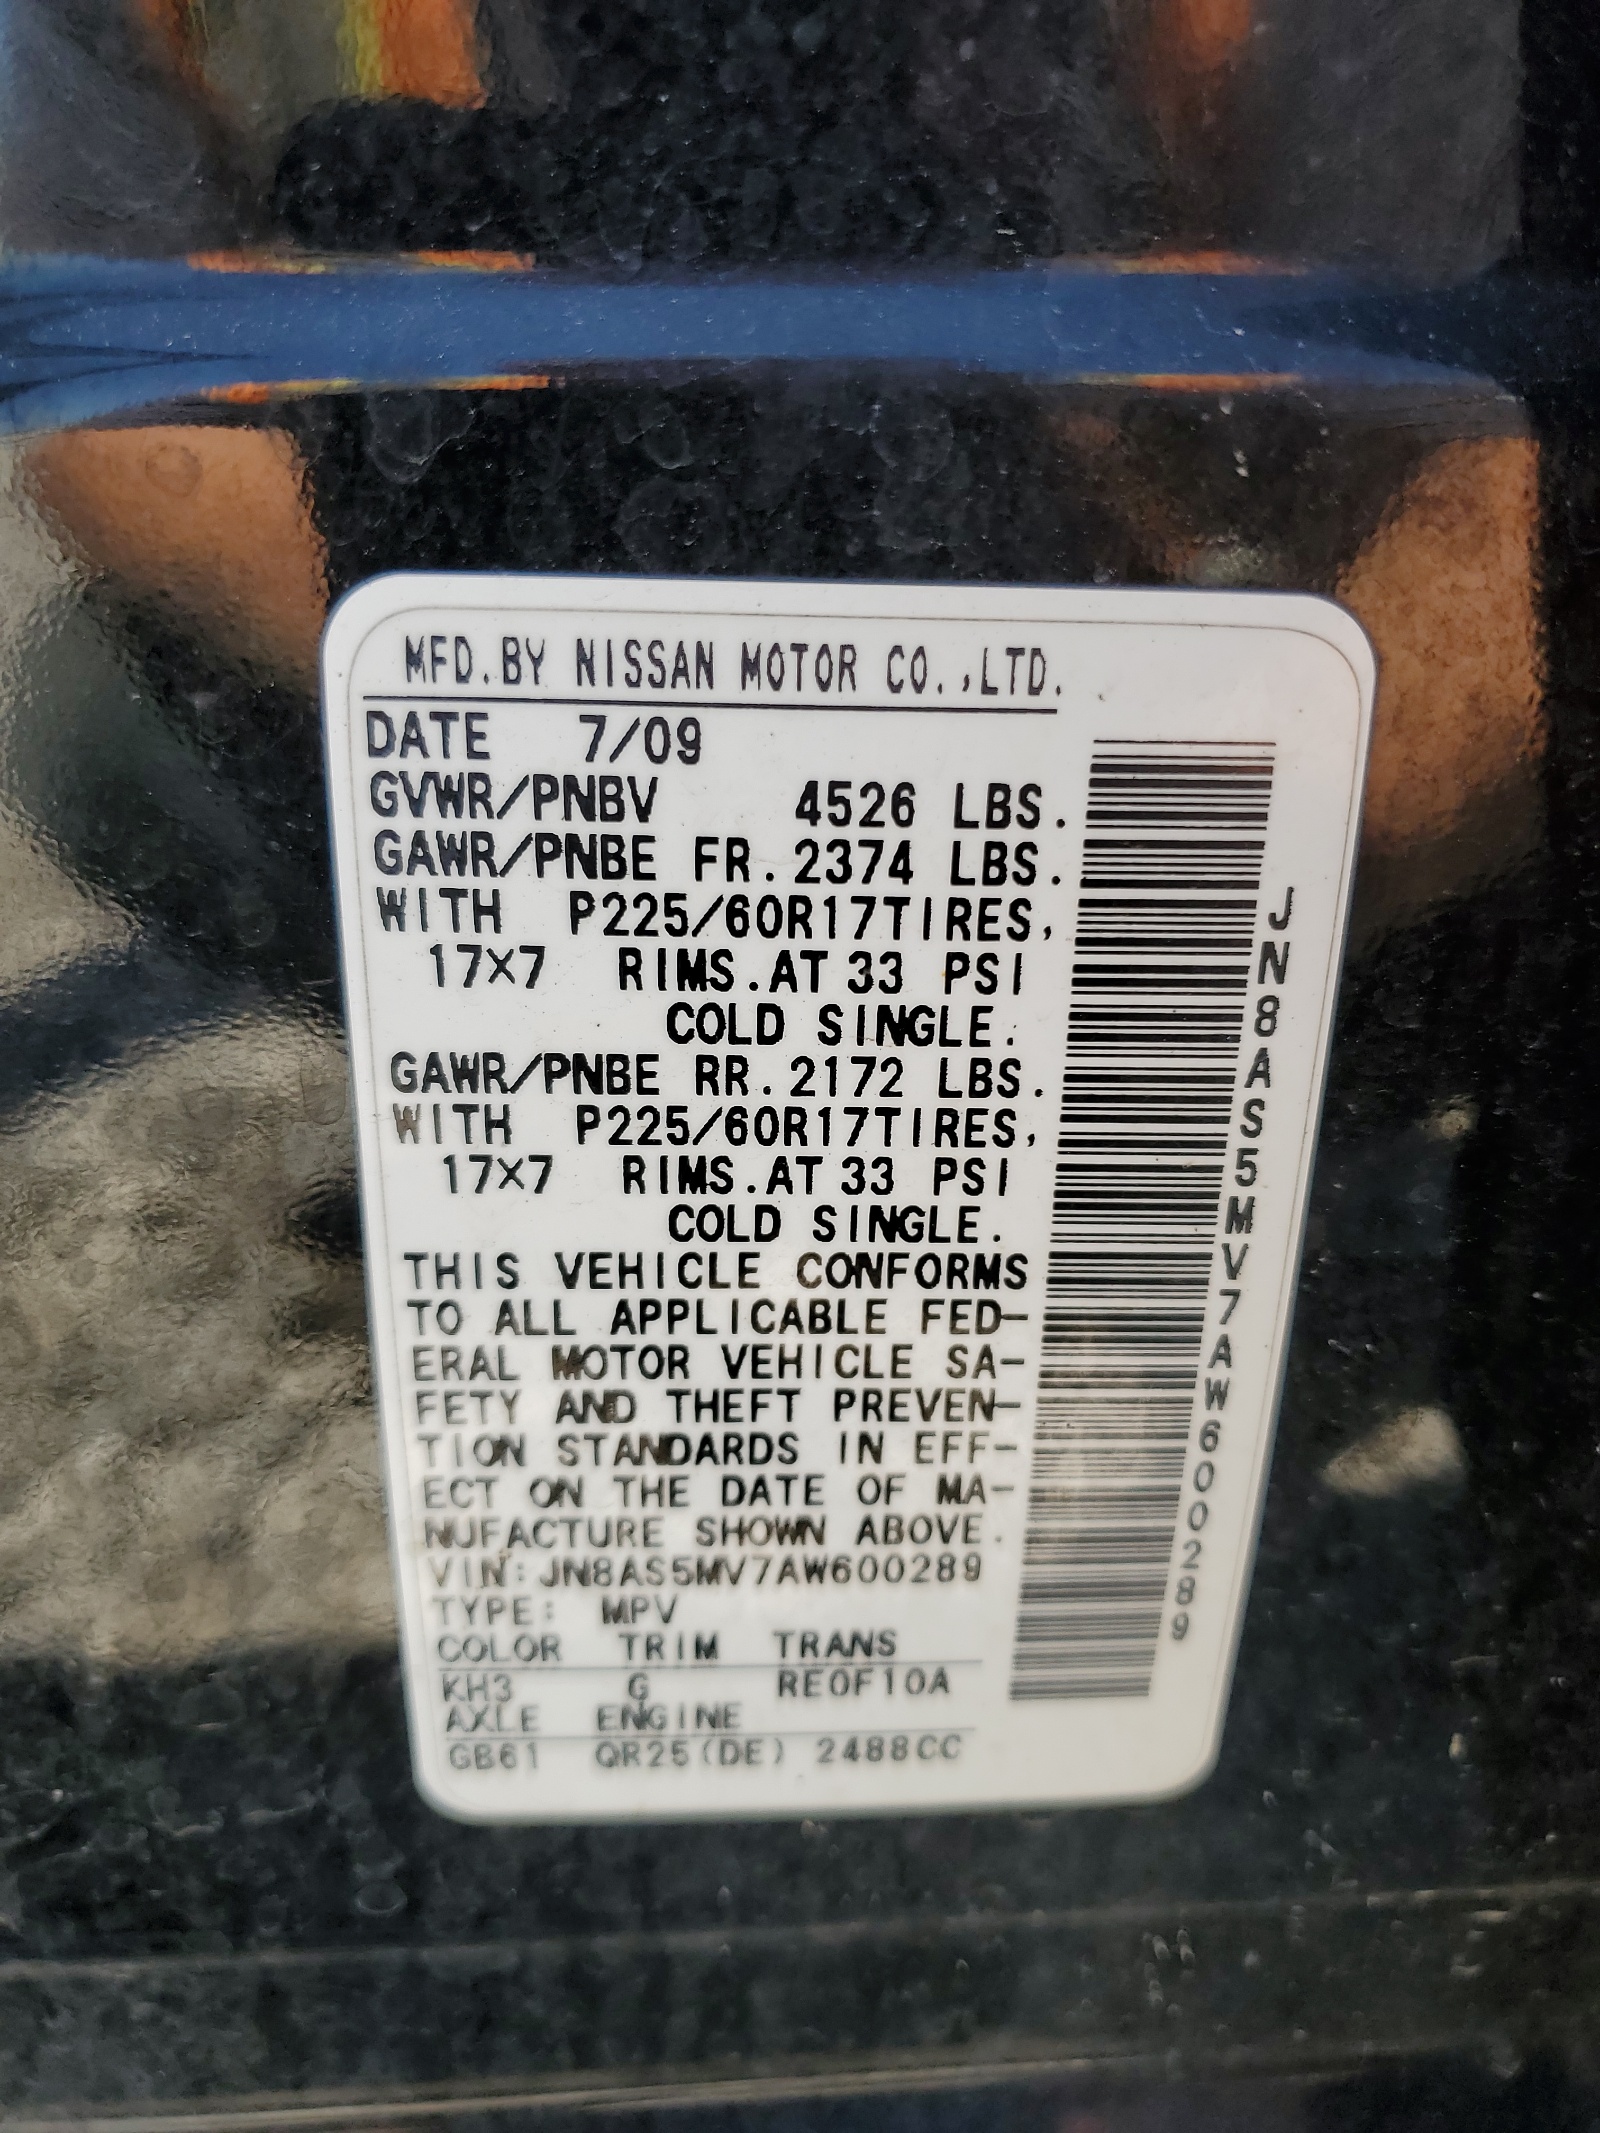 MFD.BY NISSAN MOTOR CO.,LTD.
DATE 7/09
GVWR/PNBV 4526 LBS.
GAWR/PNBE FR.2374 LBS.
WITH P225/60R17TIRES,
17X7 RIMS.AT 33 PSI
COLD SINGLE.
GAWR/PNBE RR.2172 LBS.
WITH P225/60R17TIRES,
17X7 RIMS.AT 33 PSI
COLD SINGLE.
THIS VEHICLE CONFORMS
TO ALL APPLICABLE FED-
ERAL MOTOR VEHICLE SA-
FETY AND THEFT PREVEN-
TION STANDARDS IN EFF-
ECT ON THE DATE OF MA-
NUFACTURE SHOWN ABOVE.
VIN:JN8AS5MV7AW600289
TYPE: MPV
COLOR TRIM TRANS
KH3 G RE0F10A
AXLE ENGINE
GB61 QR25(DE) 2488CC
JN8AS5MV7AW600289